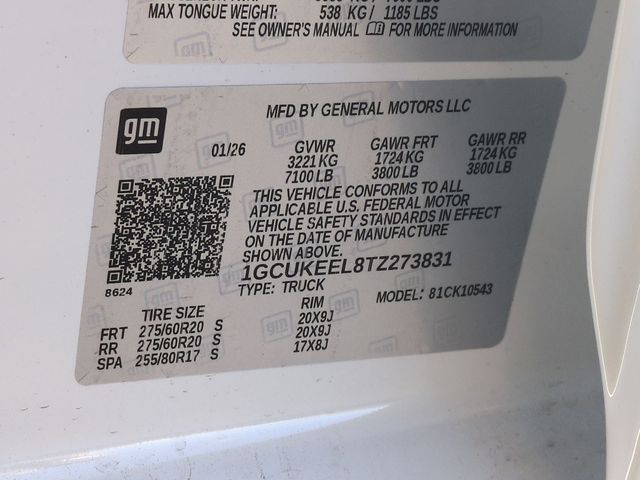 MAX TONGUE WEIGHT: 538 KG / 1185 LBS
SEE OWNER'S MANUAL FOR MORE INFORMATION
gm
MFD BY GENERAL MOTORS LLC
01/26 GVWR GAWR FRT GAWR RR
3221 KG 1724 KG 1724 KG
7100 LB 3800 LB 3800 LB
THIS VEHICLE CONFORMS TO ALL
APPLICABLE U.S. FEDERAL MOTOR
VEHICLE SAFETY STANDARDS IN EFFECT
ON THE DATE OF MANUFACTURE
SHOWN ABOVE.
1GCUKEEL8TZ273831
8624
TYPE: TRUCK MODEL: 81CK10543
TIRE SIZE RIM
FRT 275/60R20 S 20X9J
RR 275/60R20 S 20X9J
SPA 255/80R17 S 17X8J